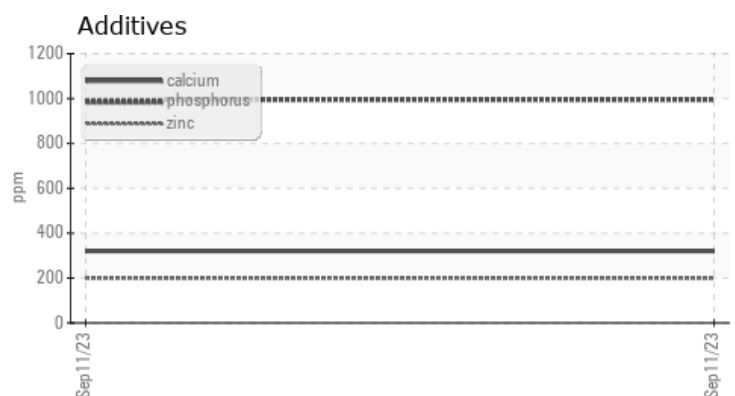 Additives
1200
1000
800
600
400
200
0
ppm
calcium
phosphorus
zinc
Sep11/23
Sep11/23